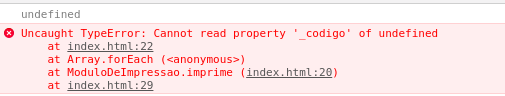 undefined
Uncaught TypeError: Cannot read property '_codigo' of undefined
at index.html:22
at Array.forEach (<anonymous>)
at ModuloDeImpressao.imprime (index.html:20)
at index.html:29